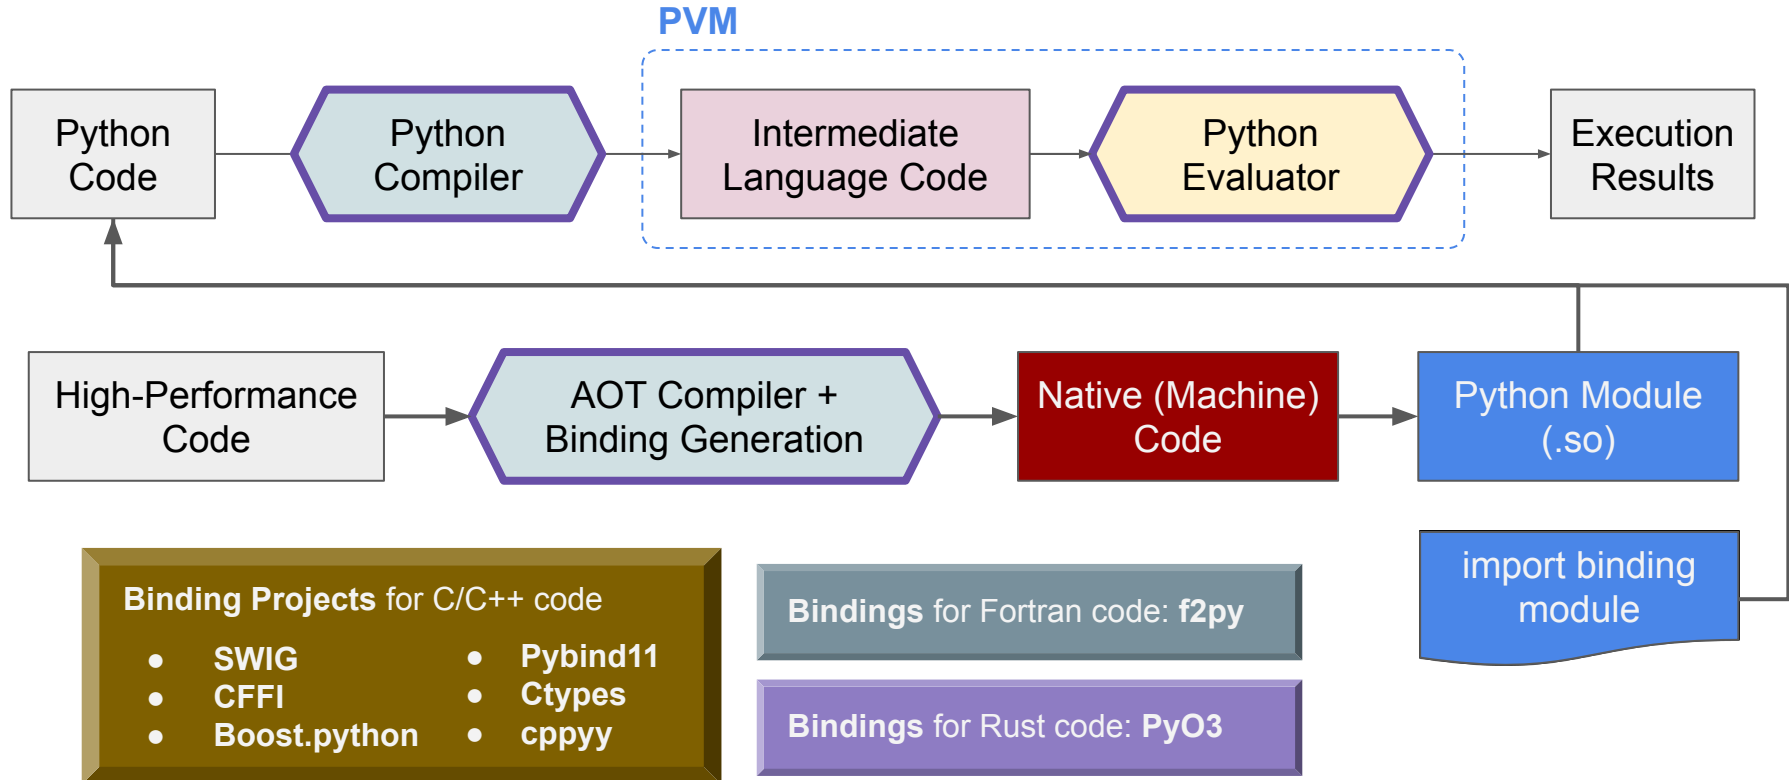 PVM
Python
Code
Python
Compiler
Intermediate
Language Code
Python
Evaluator
Execution
Results
High-Performance
Code
AOT Compiler +
Binding Generation
Native (Machine)
Code
Python Module
(.so)
import binding
module
Binding Projects for C/C++ code
● SWIG
● CFFI
● Boost.python
● Pybind11
● Ctypes
● cppyy
Bindings for Fortran code: f2py
Bindings for Rust code: PyO3